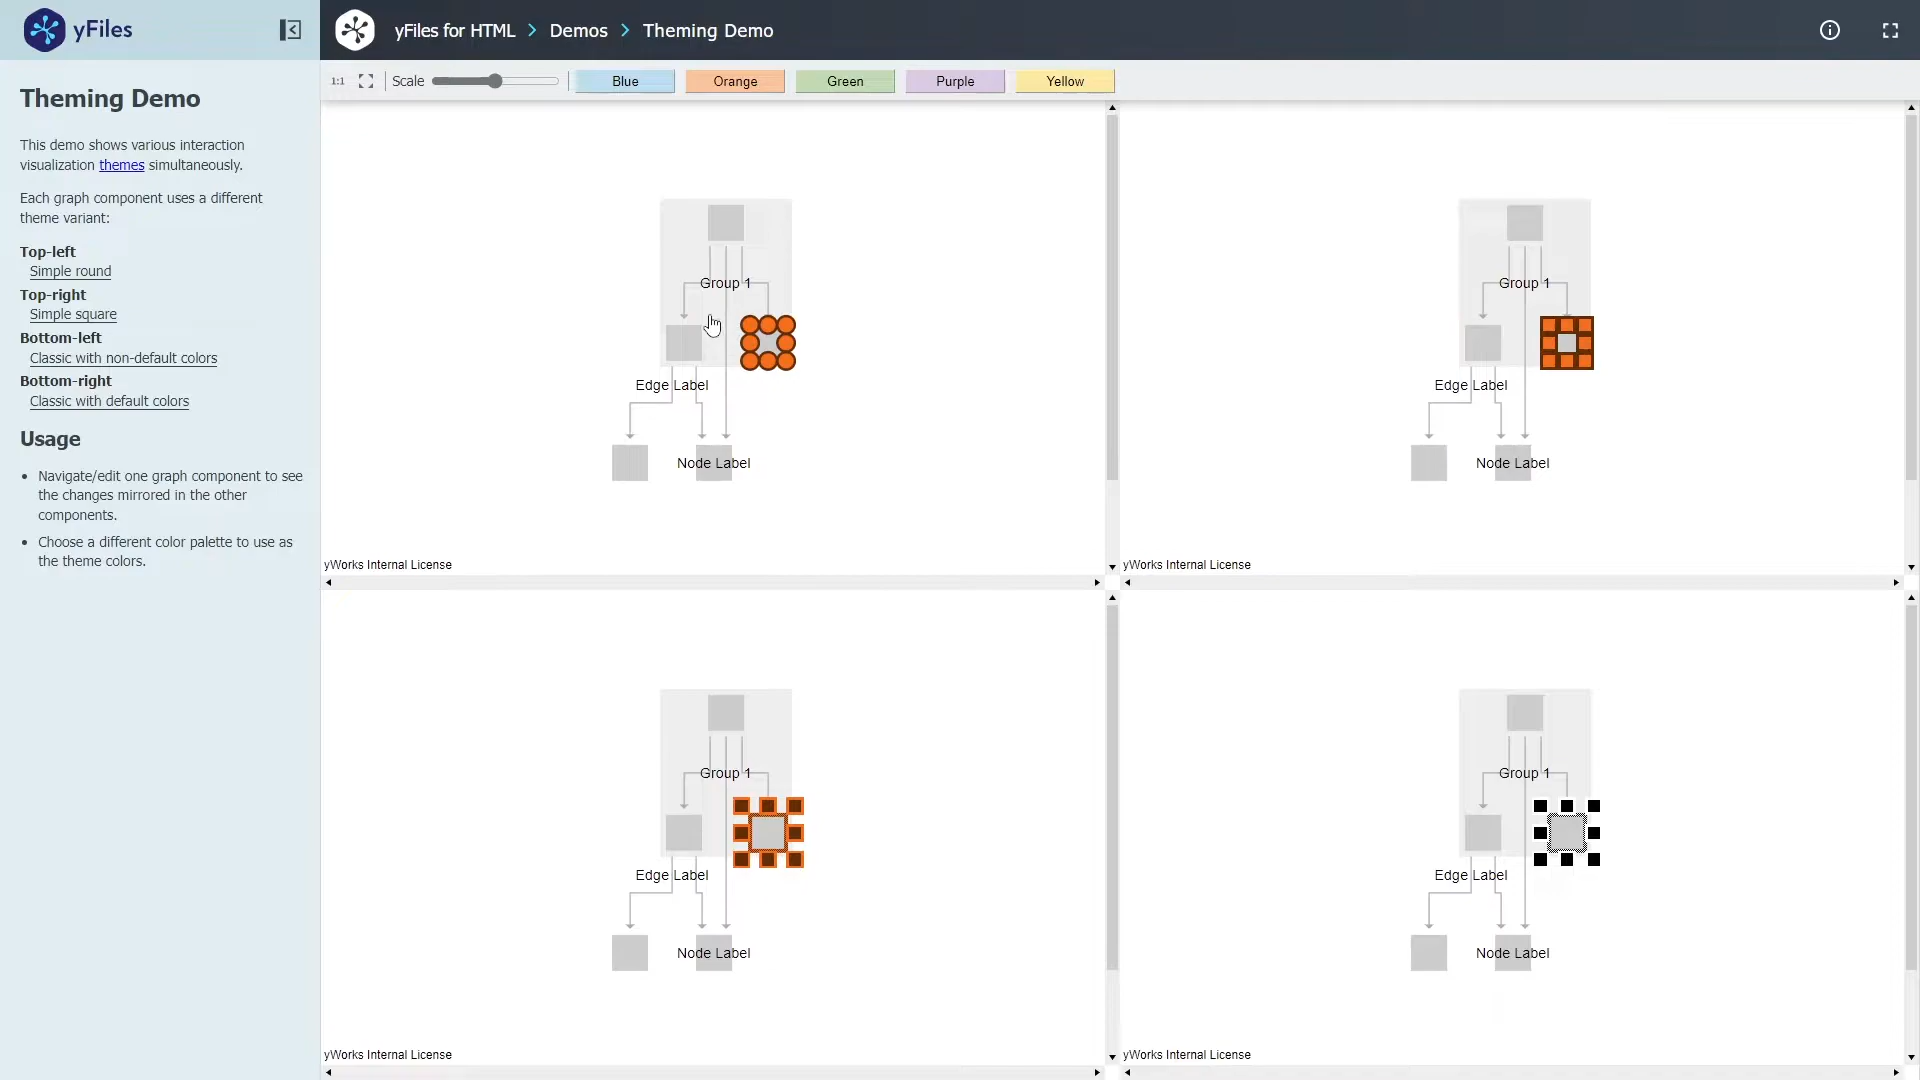 yFiles
yFiles for HTML > Demos > Theming Demo
1:1 Scale Blue Orange Green Purple Yellow
Theming Demo
This demo shows various interaction
visualization themes simultaneously.
Each graph component uses a different
theme variant:
Top-left
Simple round
Top-right
Simple square
Bottom-left
Classic with non-default colors
Bottom-right
Classic with default colors
Usage
• Navigate/edit one graph component to see
the changes mirrored in the other
components.
• Choose a different color palette to use as
the theme colors.
Group 1
Edge Label
Node Label
yWorks Internal License
Group 1
Edge Label
Node Label
yWorks Internal License
Group 1
Edge Label
Node Label
yWorks Internal License
Group 1
Edge Label
Node Label
yWorks Internal License